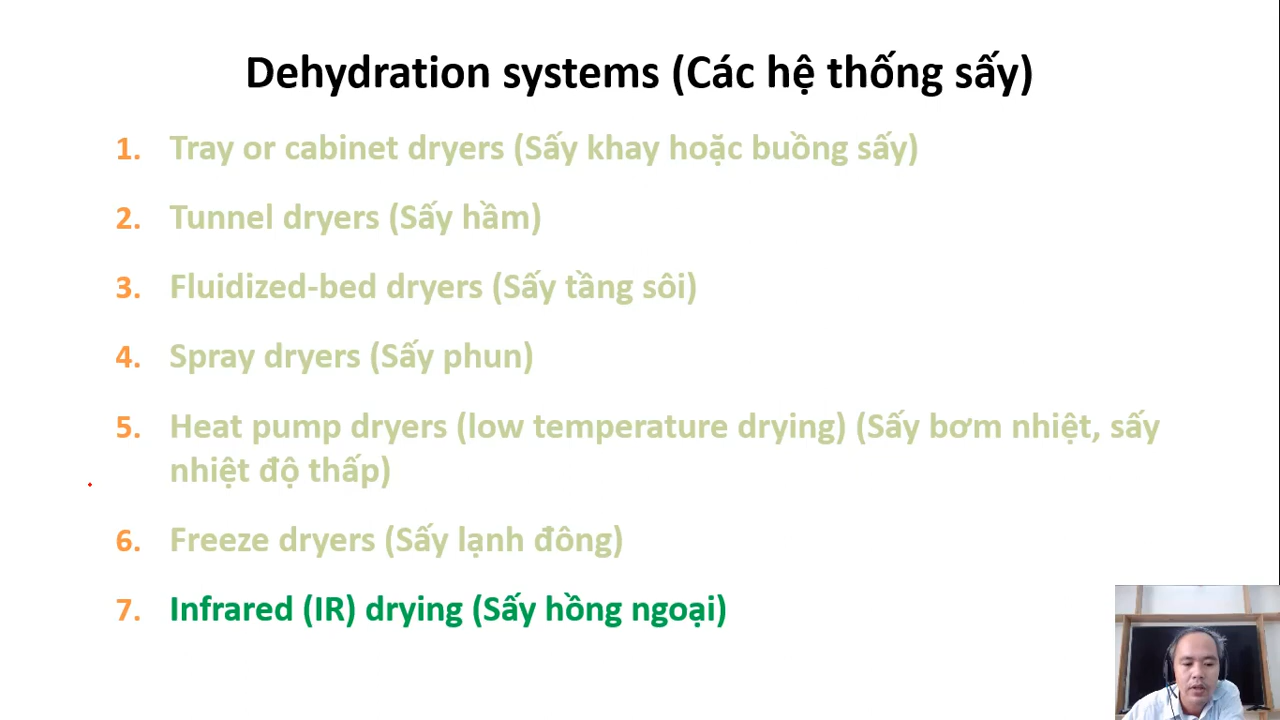 Dehydration systems (Các hệ thống sấy)
1. Tray or cabinet dryers (Sấy khay hoặc buồng sấy)
2. Tunnel dryers (Sấy hầm)
3. Fluidized-bed dryers (Sấy tầng sôi)
4. Spray dryers (Sấy phun)
5. Heat pump dryers (low temperature drying) (Sấy bơm nhiệt, sấy
nhiệt độ thấp)
6. Freeze dryers (Sấy lạnh đông)
7. Infrared (IR) drying (Sấy hồng ngoại)